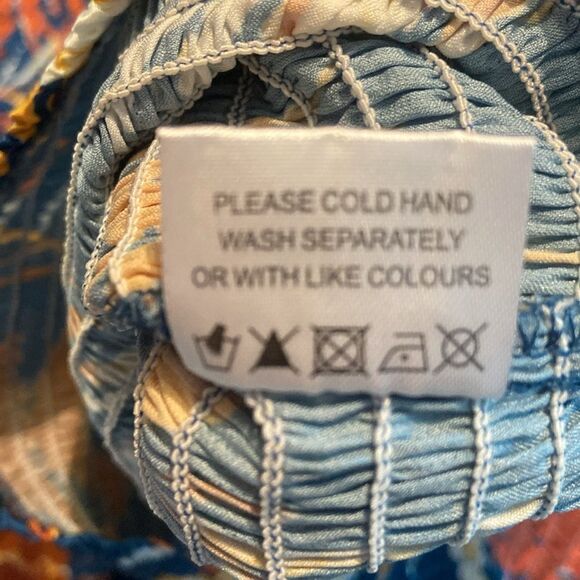 PLEASE COLD HAND
WASH SEPARATELY
OR WITH LIKE COLOURS